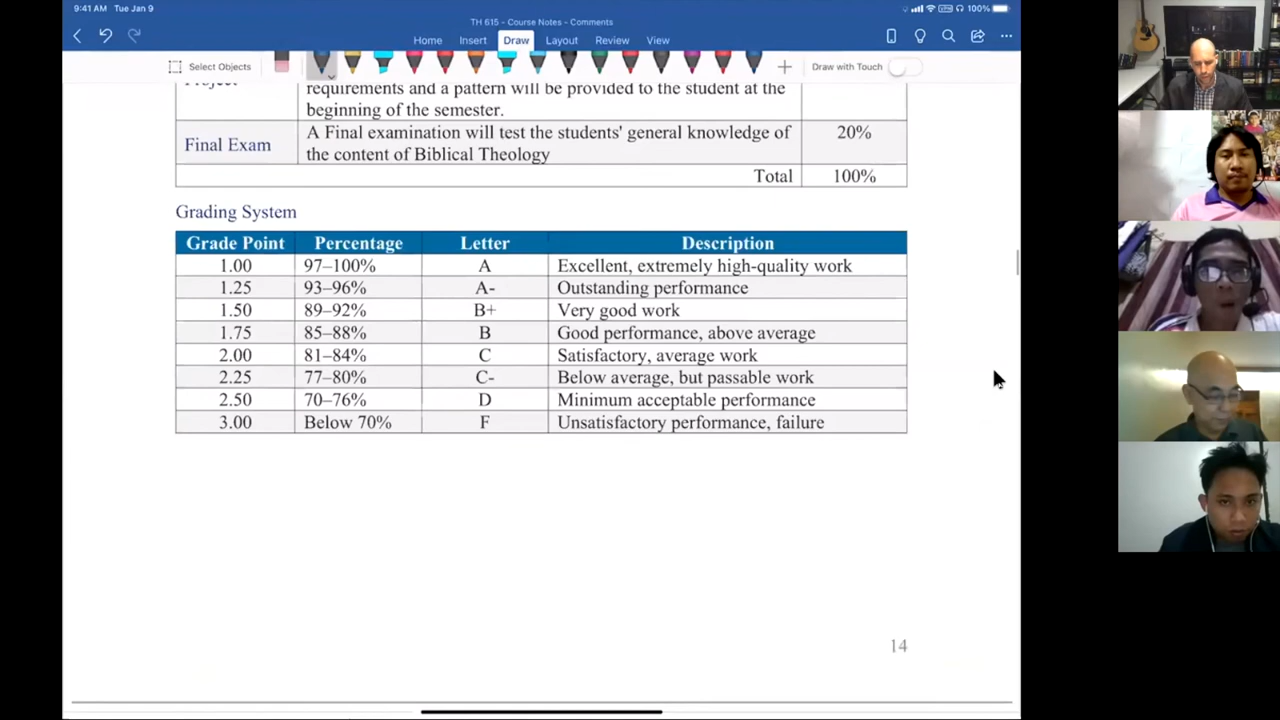 9:41 AM Tue Jan 9
100%
TH 615 - Course Notes - Comments
Home Insert Draw Layout Review View
Select Objects
Draw with Touch
Project
requirements and a pattern will be provided to the student at the
beginning of the semester.
Final Exam
A Final examination will test the students' general knowledge of
the content of Biblical Theology
20%
Total 100%
Grading System
Grade Point Percentage Letter Description
1.00 97–100% A Excellent, extremely high-quality work
1.25 93–96% A- Outstanding performance
1.50 89–92% B+ Very good work
1.75 85–88% B Good performance, above average
2.00 81–84% C Satisfactory, average work
2.25 77–80% C- Below average, but passable work
2.50 70–76% D Minimum acceptable performance
3.00 Below 70% F Unsatisfactory performance, failure
14